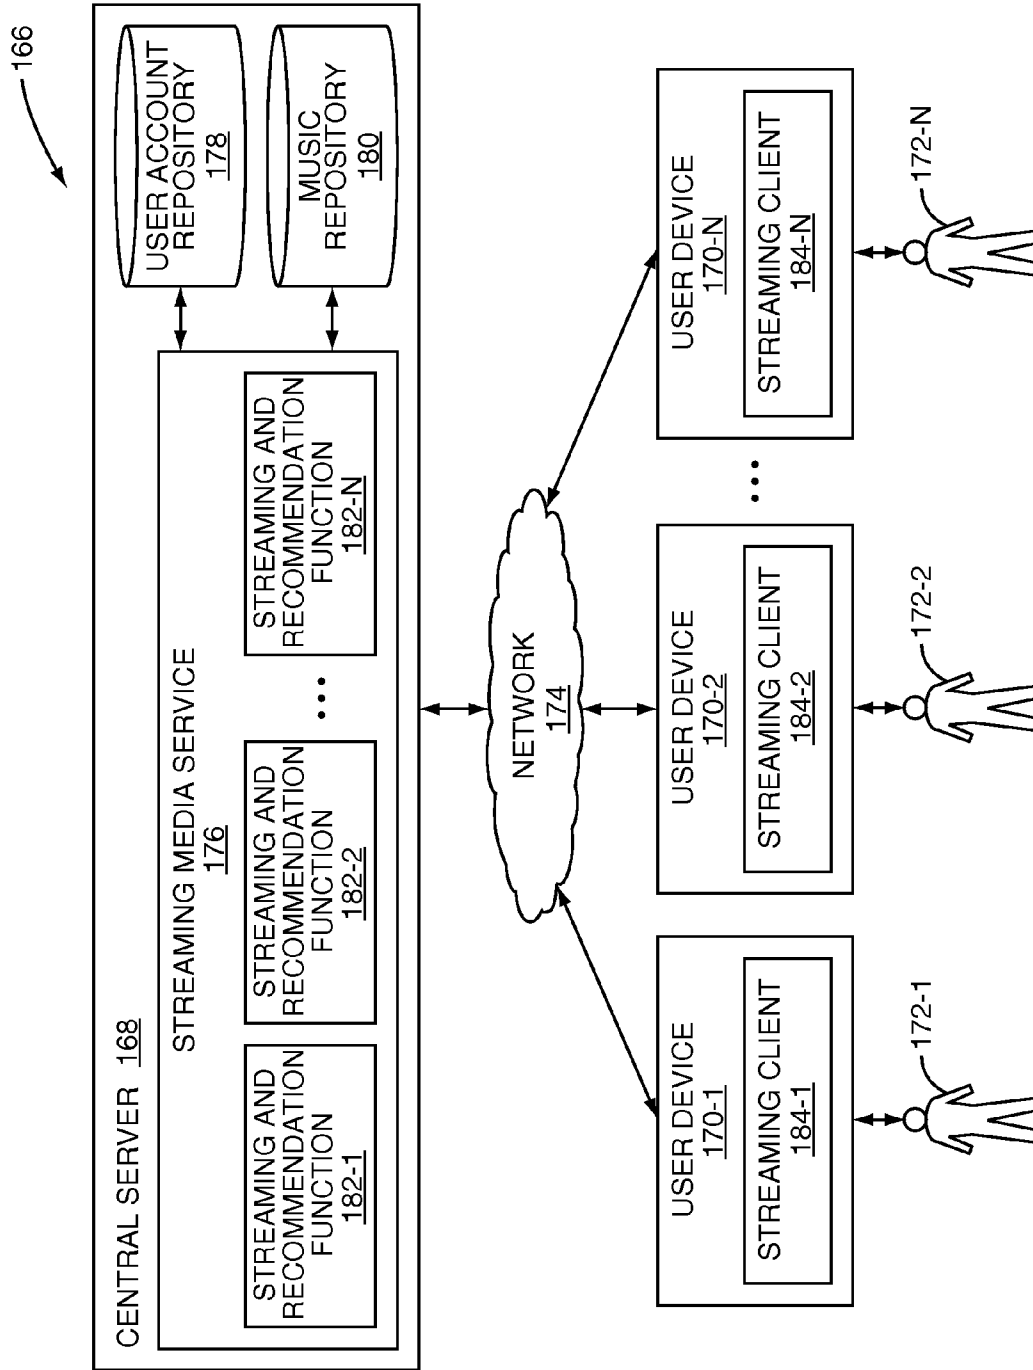 166
CENTRAL SERVER 168
STREAMING MEDIA SERVICE
176
STREAMING AND
RECOMMENDATION
FUNCTION
182-1
STREAMING AND
RECOMMENDATION
FUNCTION
182-2
...
STREAMING AND
RECOMMENDATION
FUNCTION
182-N
USER ACCOUNT
REPOSITORY
178
MUSIC
REPOSITORY
180
NETWORK
174
USER DEVICE
170-1
STREAMING CLIENT
184-1
172-1
USER DEVICE
170-2
STREAMING CLIENT
184-2
172-2
...
USER DEVICE
170-N
STREAMING CLIENT
184-N
172-N